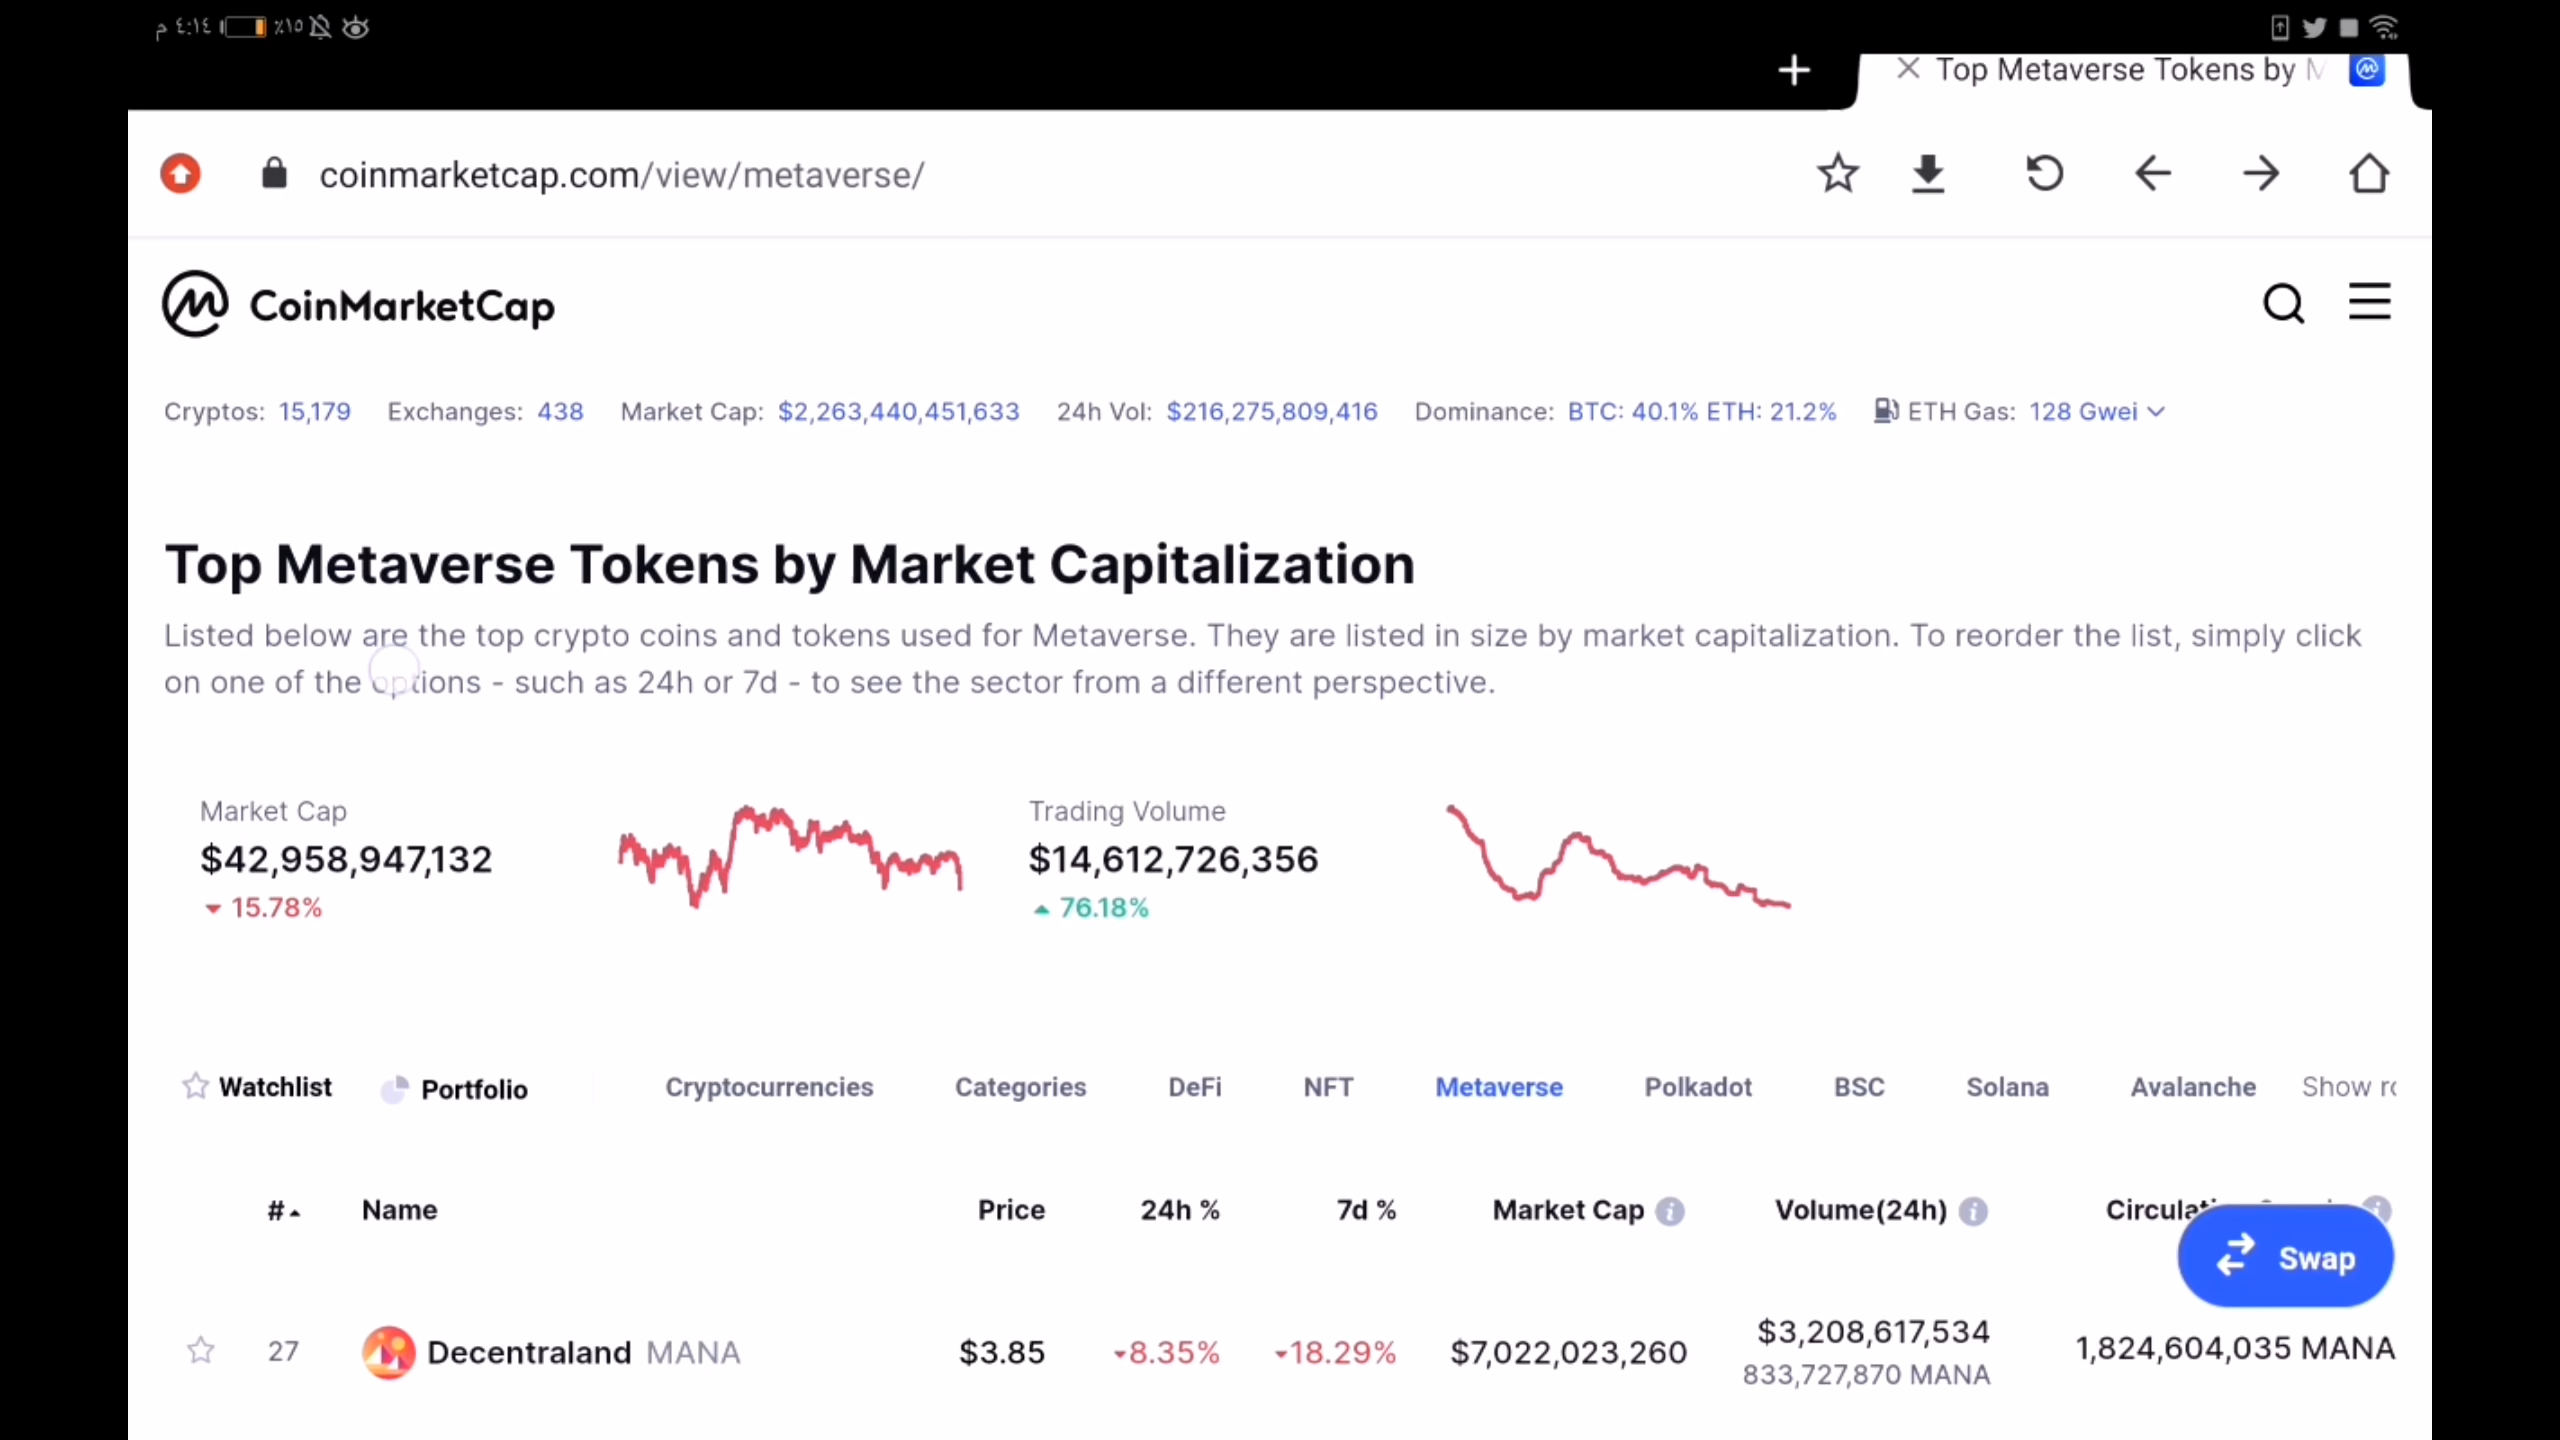 ٤:١٤ م
٪١٥
Top Metaverse Tokens by
coinmarketcap.com/view/metaverse/
CoinMarketCap
Cryptos: 15,179 Exchanges: 438 Market Cap: $2,263,440,451,633 24h Vol: $216,275,809,416 Dominance: BTC: 40.1% ETH: 21.2% ETH Gas: 128 Gwei
Top Metaverse Tokens by Market Capitalization
Listed below are the top crypto coins and tokens used for Metaverse. They are listed in size by market capitalization. To reorder the list, simply click
on one of the options - such as 24h or 7d - to see the sector from a different perspective.
Market Cap
$42,958,947,132
15.78%
Trading Volume
$14,612,726,356
76.18%
Watchlist Portfolio Cryptocurrencies Categories DeFi NFT Metaverse Polkadot BSC Solana Avalanche Show
# Name Price 24h % 7d % Market Cap Volume(24h)
Swap
27 Decentraland MANA $3.85 8.35% 18.29% $7,022,023,260 $3,208,617,534 1,824,604,035 MANA
833,727,870 MANA